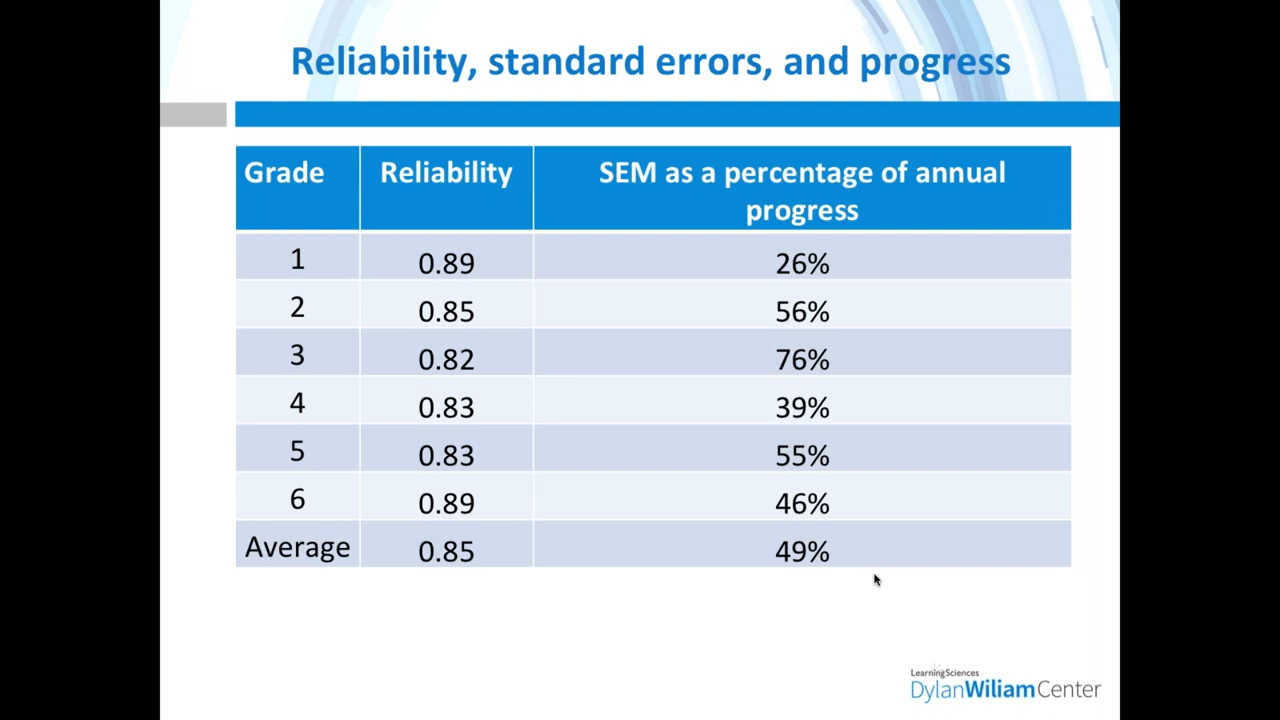 Reliability, standard errors, and progress
Grade Reliability SEM as a percentage of annual
progress
1 0.89 26%
2 0.85 56%
3 0.82 76%
4 0.83 39%
5 0.83 55%
6 0.89 46%
Average 0.85 49%
LearningSciences
DylanWiliamCenter